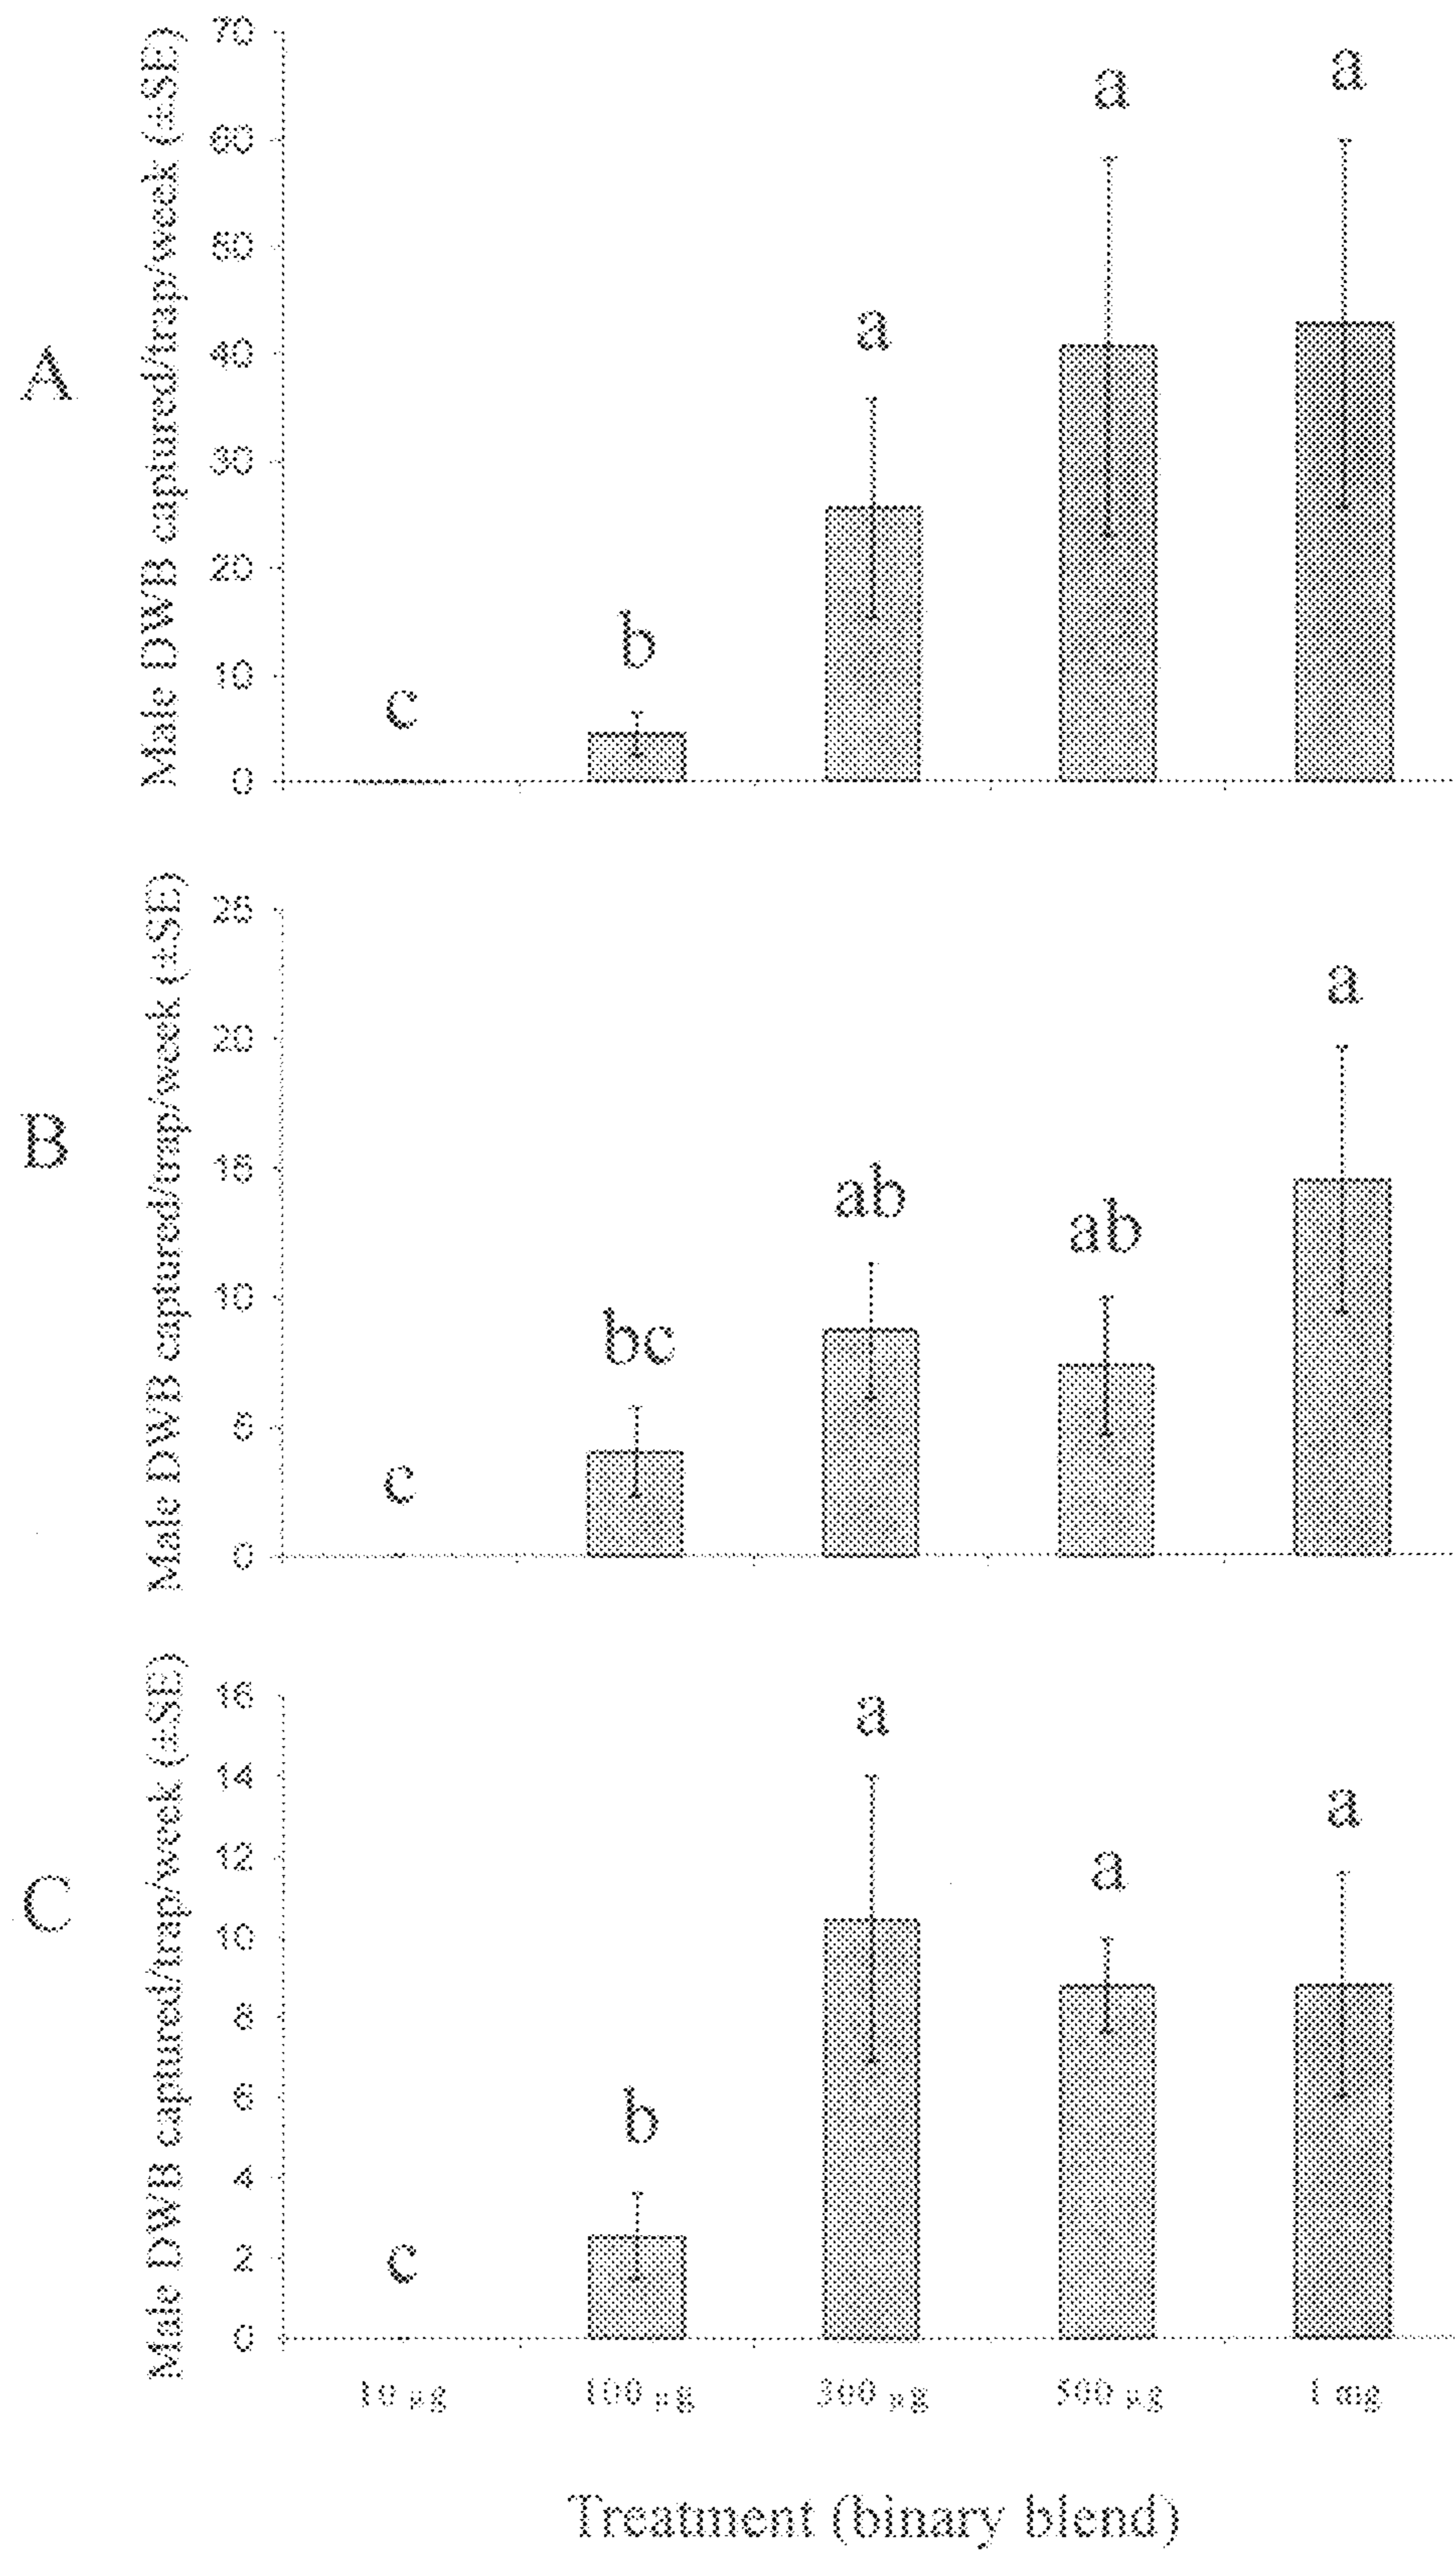 A
Male DWB captured/trap/week (±SE)
70
60
50
40
30
20
10
0
c
b
a
a
a
B
Male DWB captured/trap/week (±SE)
25
20
15
10
5
0
c
bc
ab
ab
a
C
Male DWB captured/trap/week (±SE)
16
14
12
10
8
6
4
2
0
c
b
a
a
a
10 µg 100 µg 300 µg 500 µg 1 mg
Treatment (binary blend)